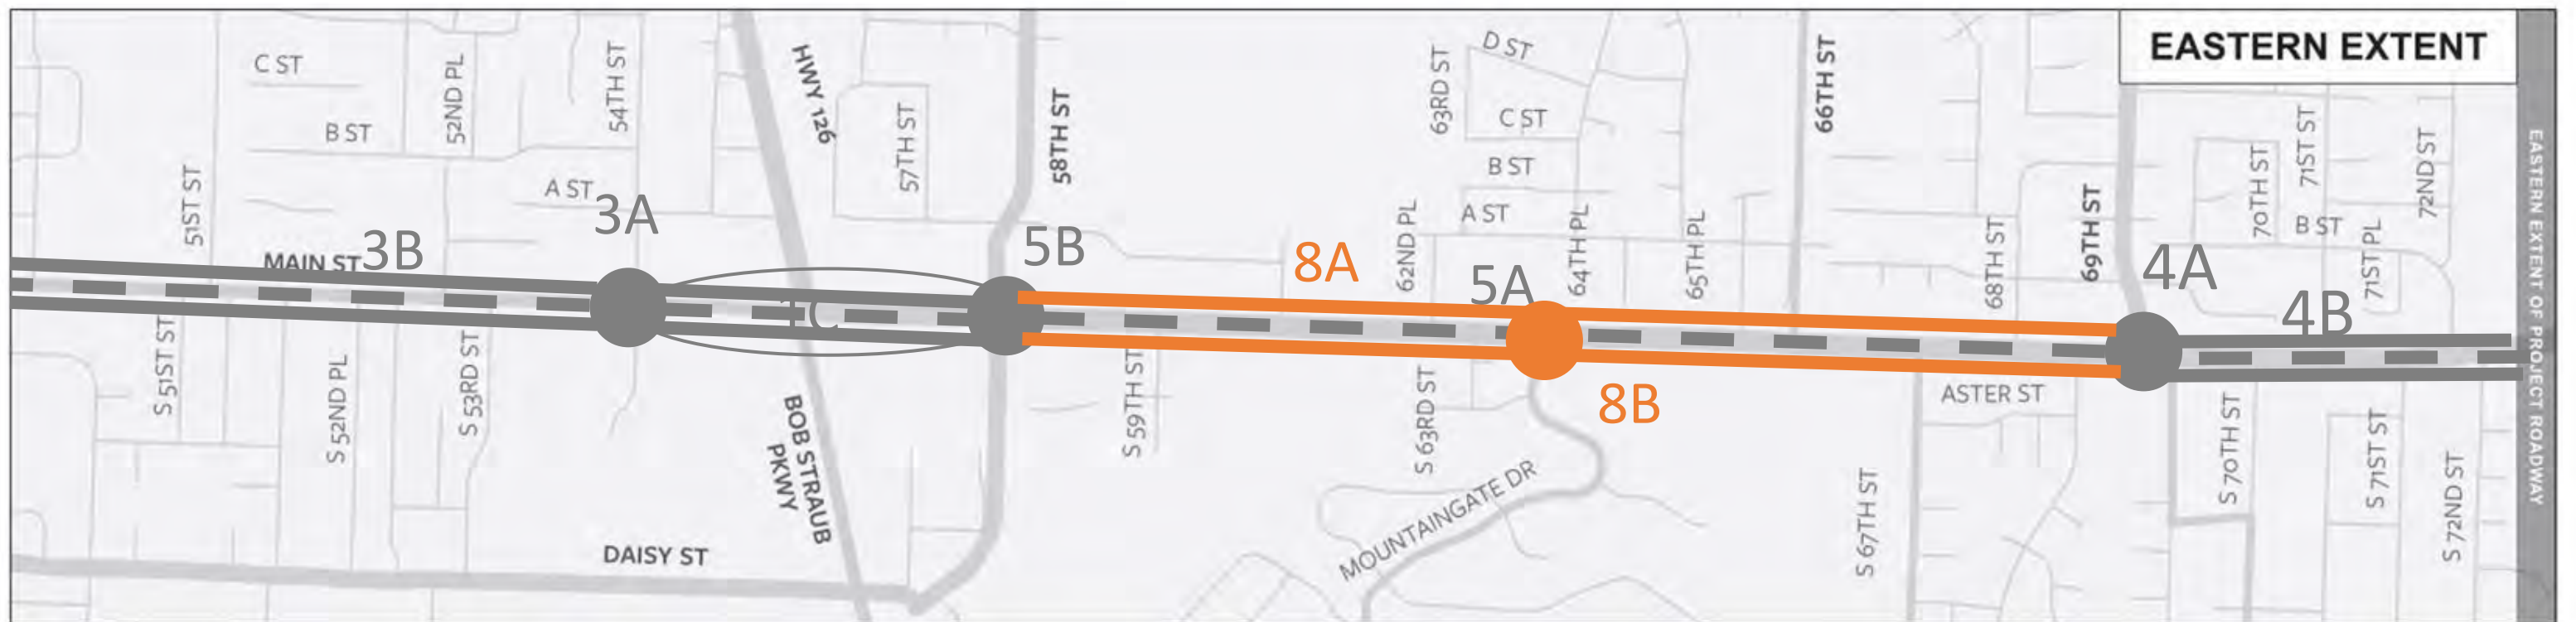 EASTERN EXTENT
EASTERN EXTENT OF PROJECT ROADWAY
C ST
B ST
A ST
51ST ST
52ND PL
54TH ST
HWY 126
57TH ST
58TH ST
63RD ST
D ST
C ST
B ST
A ST
62ND PL
64TH PL
65TH PL
66TH ST
68TH ST
69TH ST
70TH ST
71ST ST
B ST
71ST PL
72ND ST
MAIN ST
3B
3A
1C
5B
8A
5A
8B
4A
4B
S 51ST ST
S 52ND PL
S 53RD ST
BOB STRAUB
PKWY
DAISY ST
S 59TH ST
S 63RD ST
MOUNTAINGATE DR
S 67TH ST
ASTER ST
S 70TH ST
S 71ST ST
S 72ND ST